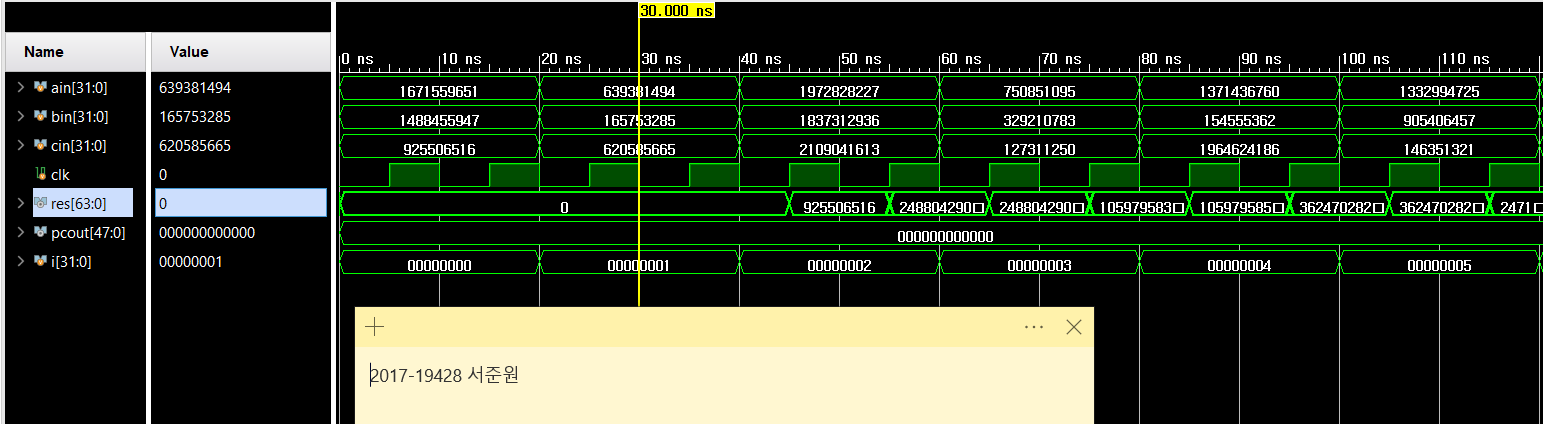 30.000 ns
Name Value
0 ns 10 ns 20 ns 30 ns 40 ns 50 ns 60 ns 70 ns 80 ns 90 ns 100 ns 110 ns
ain[31:0] 639381494 1671559651 639381494 1972828227 750851095 1371436760 1332994725
bin[31:0] 165753285 1488455947 165753285 1837312936 329210783 154555362 905406457
cin[31:0] 620585665 925506516 620585665 2109041613 127311250 1964624186 146351321
clk 0
res[63:0] 0 0 925506516 248804290□ 248804290□ 105979583□ 105979585□ 362470282□ 362470282□ 2471□
pcout[47:0] 000000000000 000000000000
i[31:0] 00000001 00000000 00000001 00000002 00000003 00000004 00000005
2017-19428 서준원